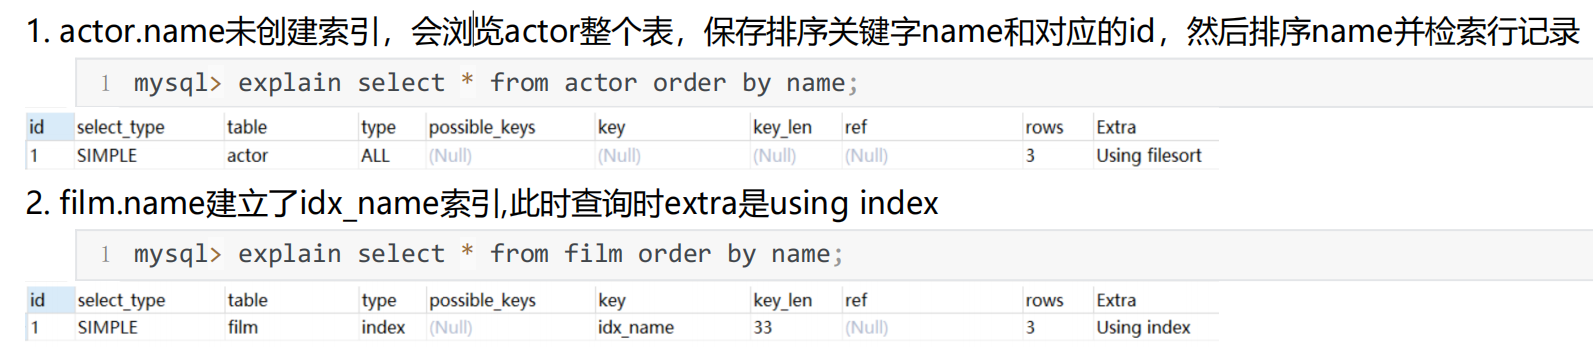 1. actor.name未创建索引，会浏览actor整个表，保存排序关键字name和对应的id，然后排序name并检索行记录
1 mysql> explain select * from actor order by name;
id select_type table type possible_keys key key_len ref rows Extra
1 SIMPLE actor ALL (Null) (Null) (Null) (Null) 3 Using filesort
2. film.name建立了idx_name索引,此时查询时extra是using index
1 mysql> explain select * from film order by name;
id select_type table type possible_keys key key_len ref rows Extra
1 SIMPLE film index (Null) idx_name 33 (Null) 3 Using index